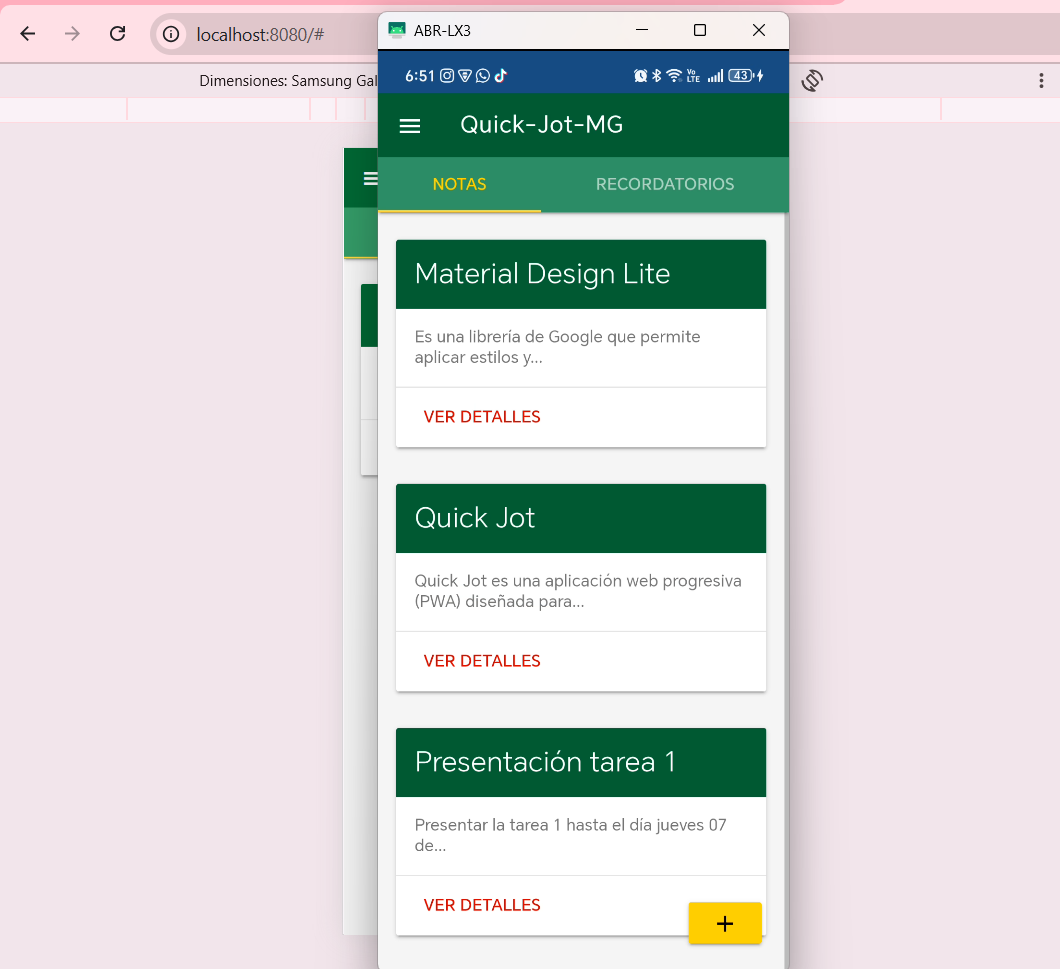 localhost:8080/#
ABR-LX3
Dimensiones: Samsung Gal
6:51
Vo
LTE
43
Quick-Jot-MG
NOTAS
RECORDATORIOS
Material Design Lite
Es una librería de Google que permite
aplicar estilos y...
VER DETALLES
Quick Jot
Quick Jot es una aplicación web progresiva
(PWA) diseñada para...
VER DETALLES
Presentación tarea 1
Presentar la tarea 1 hasta el día jueves 07
de...
VER DETALLES
+